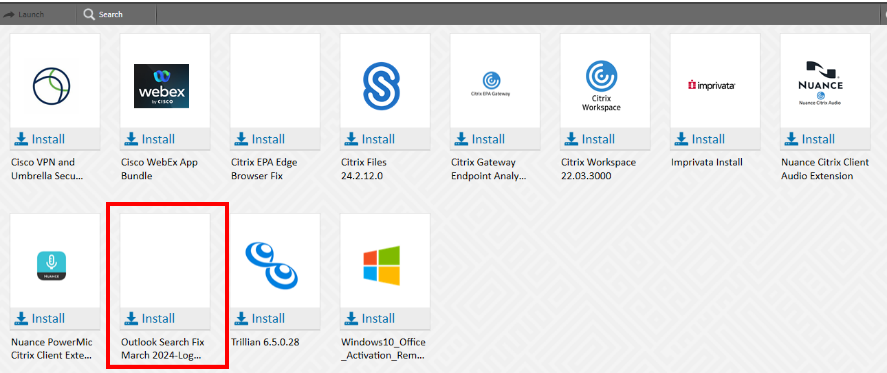 Launch
Search
webex
by CISCO
Citrix EPA Gateway
Citrix
Workspace
imprivata
NUANCE
Nuance Citrix Audio
Install Install Install Install Install Install Install Install
Cisco VPN and
Umbrella Secu...
Cisco WebEx App
Bundle
Citrix EPA Edge
Browser Fix
Citrix Files
24.2.12.0
Citrix Gateway
Endpoint Analy...
Citrix Workspace
22.03.3000
Imprivata Install
Nuance Citrix Client
Audio Extension
NUANCE
Install Install Install Install
Nuance PowerMic
Citrix Client Exte...
Outlook Search Fix
March 2024-Log...
Trillian 6.5.0.28
Windows10_Office
_Activation_Rem...